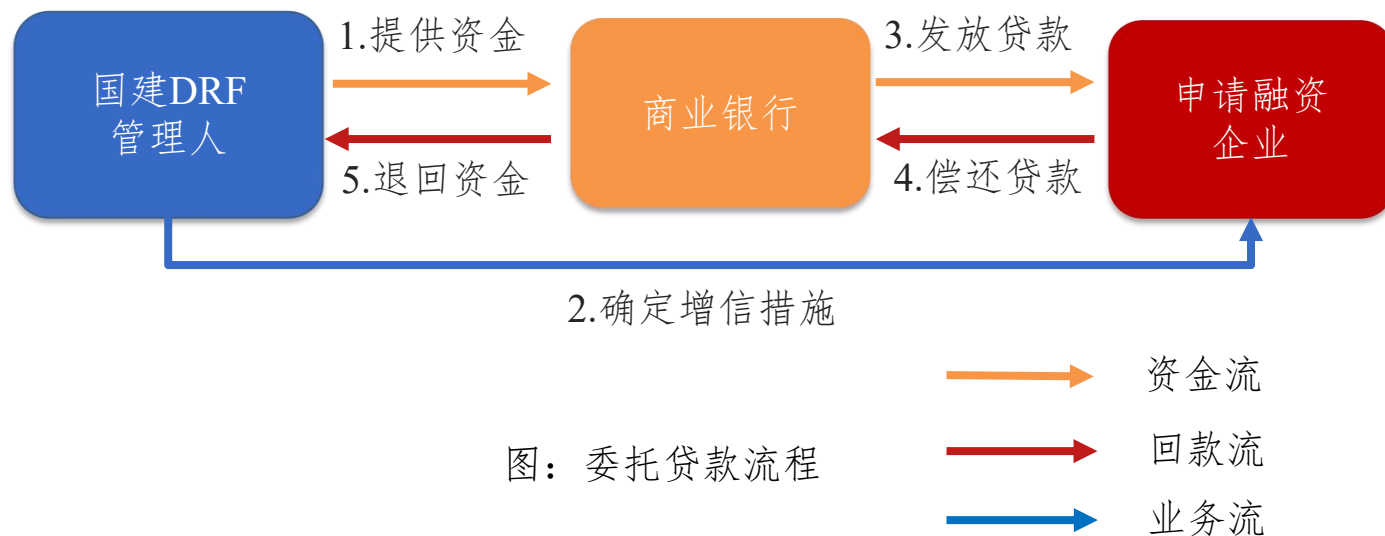 1.提供资金
3.发放贷款
国建DRF
管理人
商业银行
申请融资
企业
5.退回资金
4.偿还贷款
2.确定增信措施
资金流
图：委托贷款流程
回款流
业务流